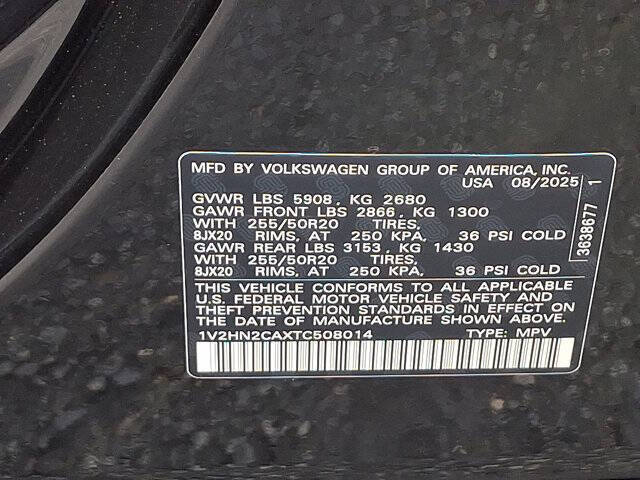 MFD BY VOLKSWAGEN GROUP OF AMERICA, INC.
USA 08/2025
GVWR LBS 5908, KG 2680
GAWR FRONT LBS 2866, KG 1300
WITH 255/50R20 TIRES,
8JX20 RIMS, AT 250 KPA, 36 PSI COLD
GAWR REAR LBS 3153, KG 1430
WITH 255/50R20 TIRES,
8JX20 RIMS, AT 250 KPA, 36 PSI COLD
THIS VEHICLE CONFORMS TO ALL APPLICABLE
U.S. FEDERAL MOTOR VEHICLE SAFETY AND
THEFT PREVENTION STANDARDS IN EFFECT ON
THE DATE OF MANUFACTURE SHOWN ABOVE.
1V2HN2CAXTC508014 TYPE: MPV
3638677 1